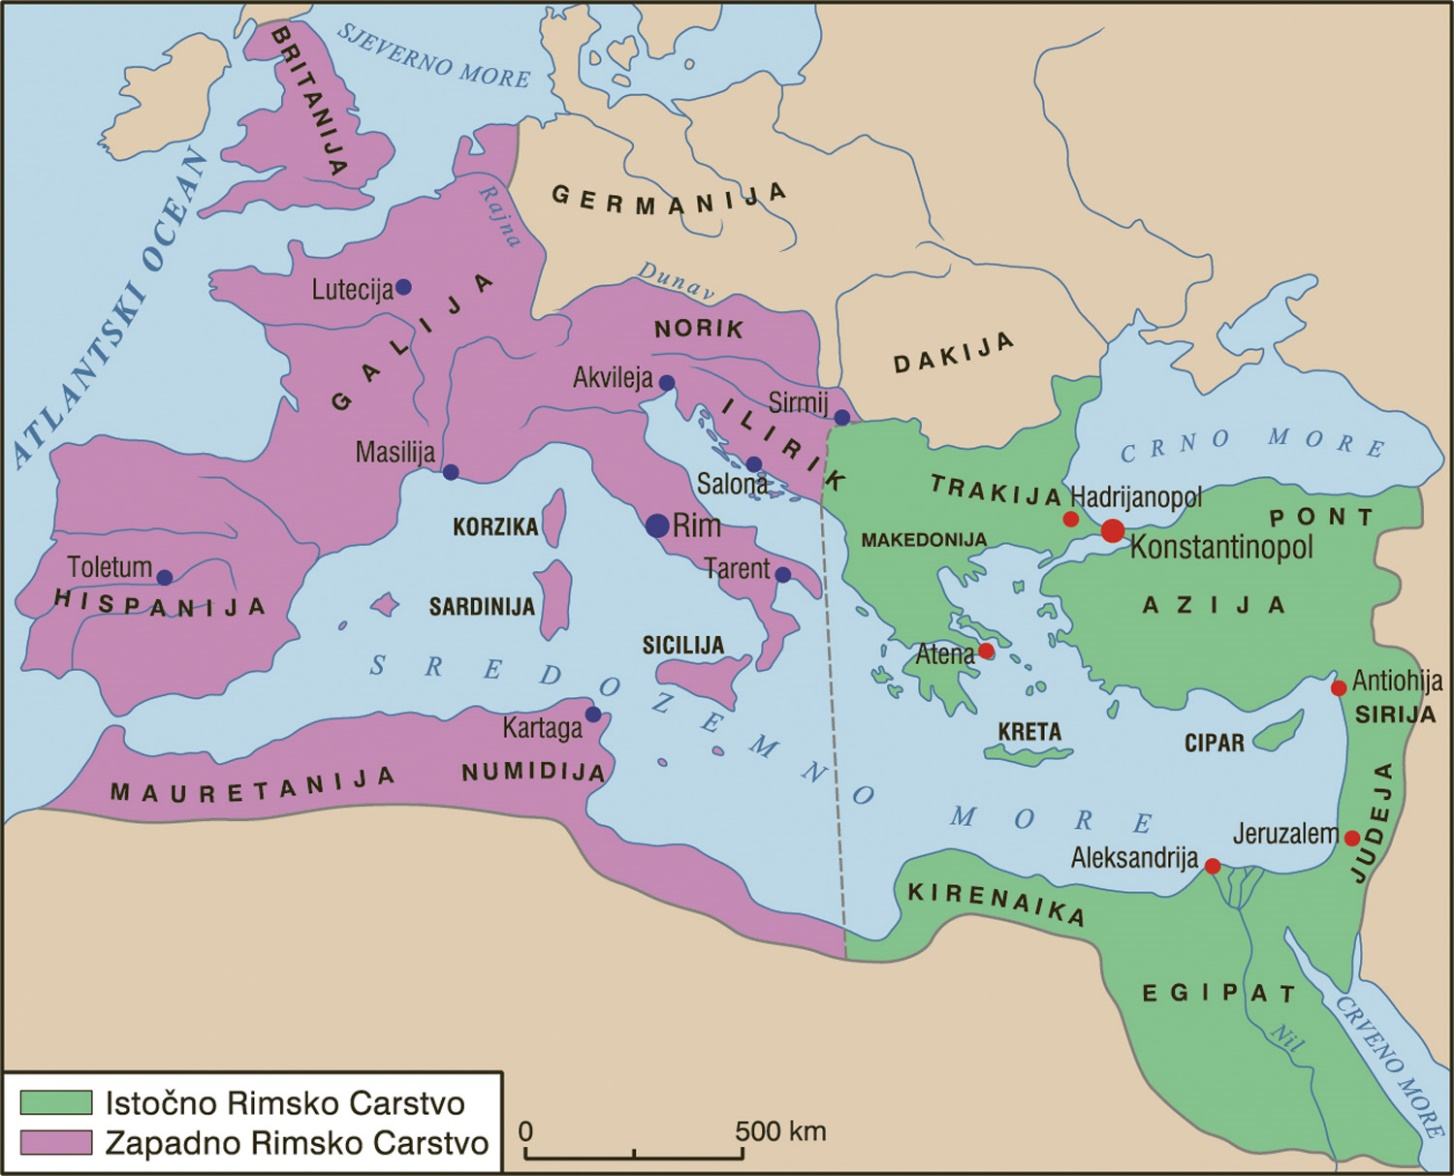 BRITANIJA
SJEVERNO MORE
ATLANTSKI OCEAN
GERMANIJA
Rajna
Dunav
Lutecija
GALIJA
NORIK
DAKIJA
Akvileja
Sirmij
ILIRIK
Masilija
Salona
CRNO MORE
TRAKIJA
Hadrijanopol
PONT
KORZIKA
Rim
MAKEDONIJA
Konstantinopol
Toletum
Tarent
HISPANIJA
SARDINIJA
AZIJA
SICILIJA
Atena
SREDOZEMNO MORE
Antiohija
SIRIJA
Kartaga
KRETA
CIPAR
MAURETANIJA
NUMIDIJA
JUDEJA
Jeruzalem
Aleksandrija
KIRENAIKA
EGIPAT
Nil
CRVENO MORE
Istočno Rimsko Carstvo
Zapadno Rimsko Carstvo
0 500 km